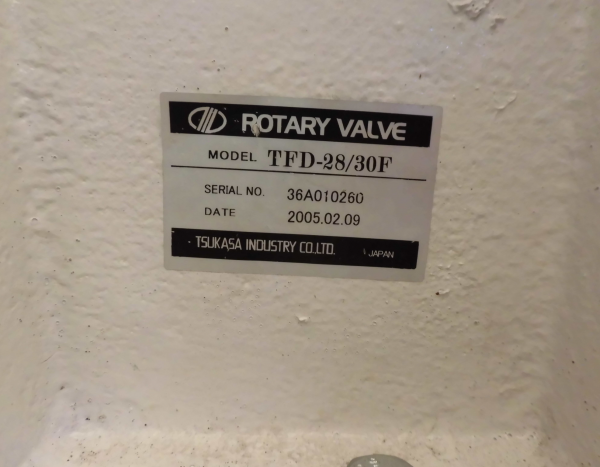 ROTARY VALVE
MODEL TFD-28/30F
SERIAL NO. 36A010260
DATE 2005.02.09
TSUKASA INDUSTRY CO.,LTD. JAPAN